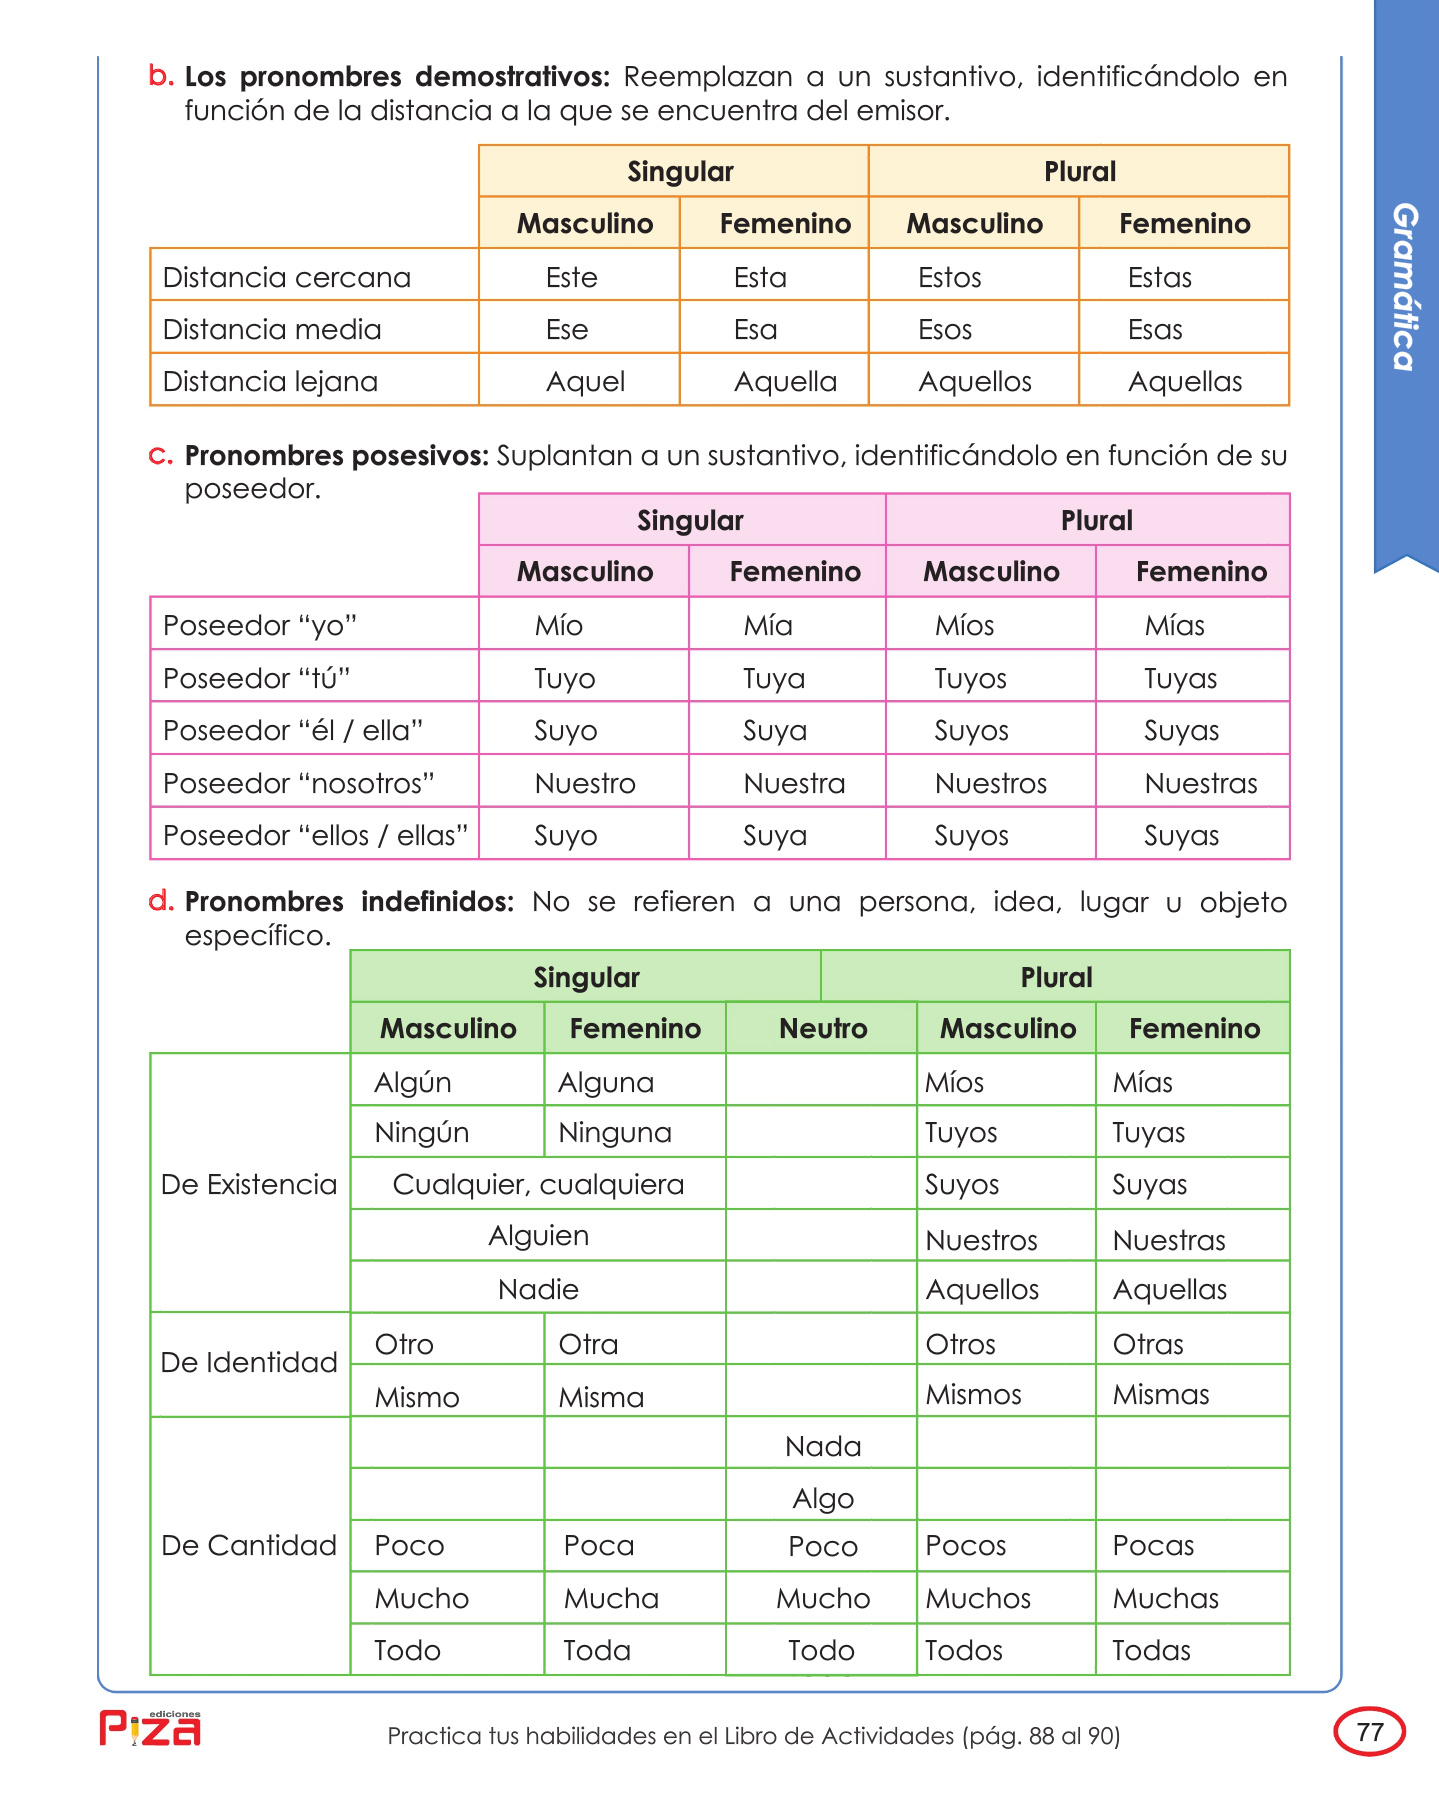 b. Los pronombres demostrativos: Reemplazan a un sustantivo, identificándolo en
función de la distancia a la que se encuentra del emisor.
Singular Plural
Masculino Femenino Masculino Femenino
Distancia cercana Este Esta Estos Estas
Distancia media Ese Esa Esos Esas
Distancia lejana Aquel Aquella Aquellos Aquellas
c. Pronombres posesivos: Suplantan a un sustantivo, identificándolo en función de su
poseedor.
Singular Plural
Masculino Femenino Masculino Femenino
Poseedor “yo” Mío Mía Míos Mías
Poseedor “tú” Tuyo Tuya Tuyos Tuyas
Poseedor “él / ella” Suyo Suya Suyos Suyas
Poseedor “nosotros” Nuestro Nuestra Nuestros Nuestras
Poseedor “ellos / ellas” Suyo Suya Suyos Suyas
d. Pronombres indefinidos: No se refieren a una persona, idea, lugar u objeto
específico.
Singular Plural
Masculino Femenino Neutro Masculino Femenino
Algún Alguna Míos Mías
Ningún Ninguna Tuyos Tuyas
De Existencia Cualquier, cualquiera Suyos Suyas
Alguien Nuestros Nuestras
Nadie Aquellos Aquellas
De Identidad Otro Otra Otros Otras
Mismo Misma Mismos Mismas
Nada
Algo
De Cantidad Poco Poca Poco Pocos Pocas
Mucho Mucha Mucho Muchos Muchas
Todo Toda Todo Todos Todas
Gramática
ediciones
Piza
Practica tus habilidades en el Libro de Actividades (pág. 88 al 90)
77